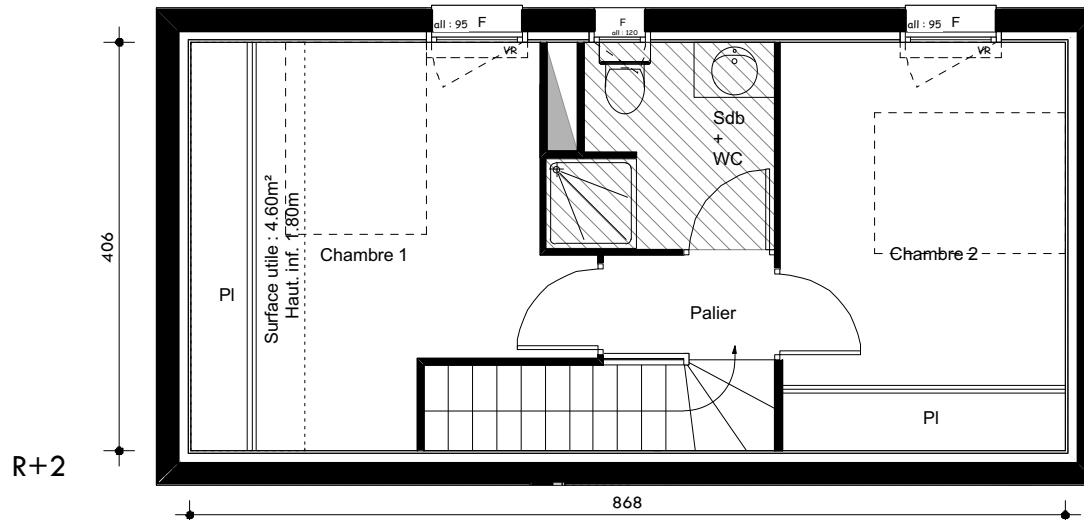 all : 95 F
F
all : 120
all : 95 F
VR
VR
Sdb
+
WC
406
Surface utile : 4.60m²
Haut. inf. 1.80m
Chambre 1
Chambre 2
Pl
Palier
Pl
R+2
868